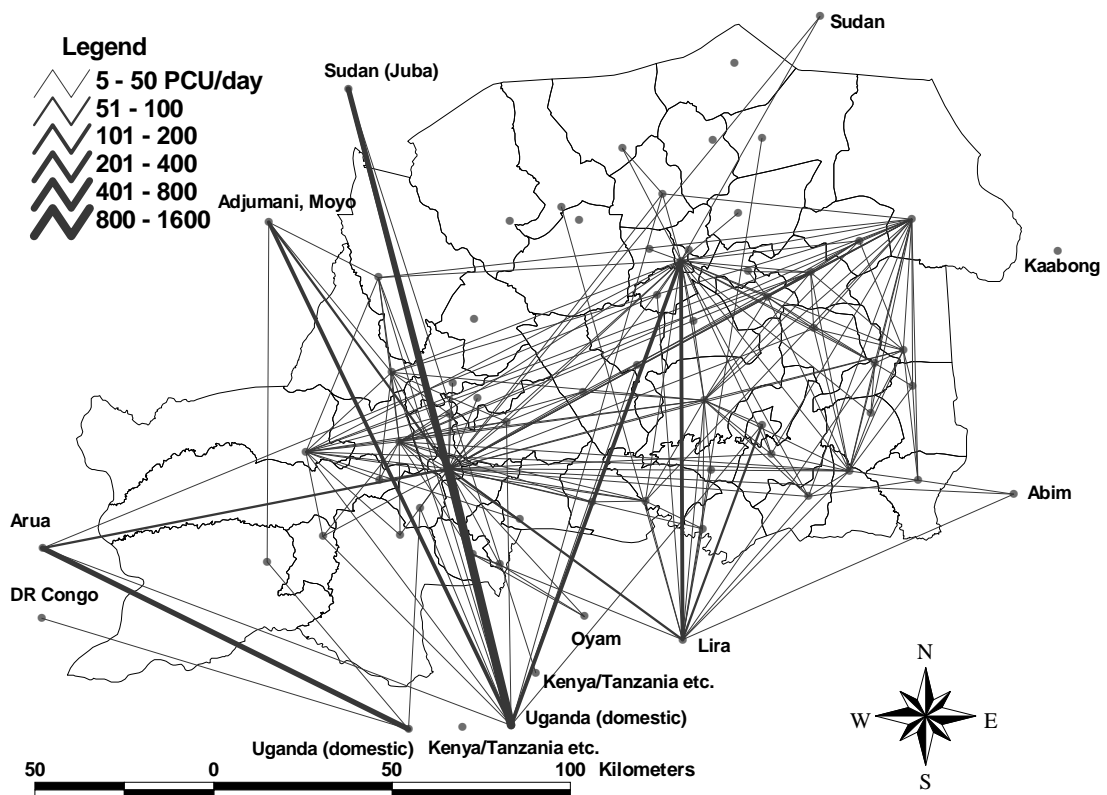 Sudan
Legend
5 - 50 PCU/day
51 - 100
101 - 200
201 - 400
401 - 800
800 - 1600
Sudan (Juba)
Adjumani, Moyo
Kaabong
Abim
Arua
DR Congo
Oyam
Lira
Kenya/Tanzania etc.
Uganda (domestic)
Uganda (domestic)
Kenya/Tanzania etc.
N
W
E
S
50 0 50 100 Kilometers